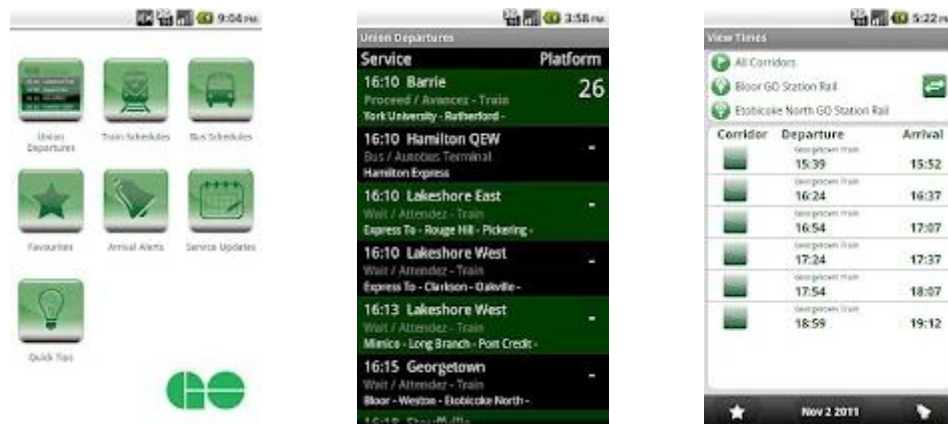 9:04 PM
Union Departures
Train Schedules
Bus Schedules
Favourites
Arrival Alerts
Service Updates
Quick Tips
GO
3:58 PM
Union Departures
Service Platform
16:10 Barrie 26
Proceed / Avancez - Train
York University - Rutherford -
16:10 Hamilton QEW -
Bus / Autobus Terminal
Hamilton Express
16:10 Lakeshore East -
Wait / Attendez - Train
Express To - Rouge Hill - Pickering -
16:10 Lakeshore West -
Wait / Attendez - Train
Express To - Clarkson - Oakville -
16:13 Lakeshore West -
Wait / Attendez - Train
Mimico - Long Branch - Port Credit -
16:15 Georgetown -
Wait / Attendez - Train
Bloor - Weston - Etobicoke North -
5:22
View Times
All Corridors
Bloor GO Station Rail
Etobicoke North GO Station Rail
Corridor Departure Arrival
Georgetown Train
15:39 15:52
Georgetown Train
16:24 16:37
Georgetown Train
16:54 17:07
Georgetown Train
17:24 17:37
Georgetown Train
17:54 18:07
Georgetown Train
18:59 19:12
Nov 2 2011